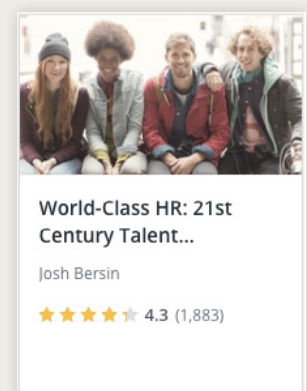 World-Class HR: 21st
Century Talent...
Josh Bersin
4.3 (1,883)